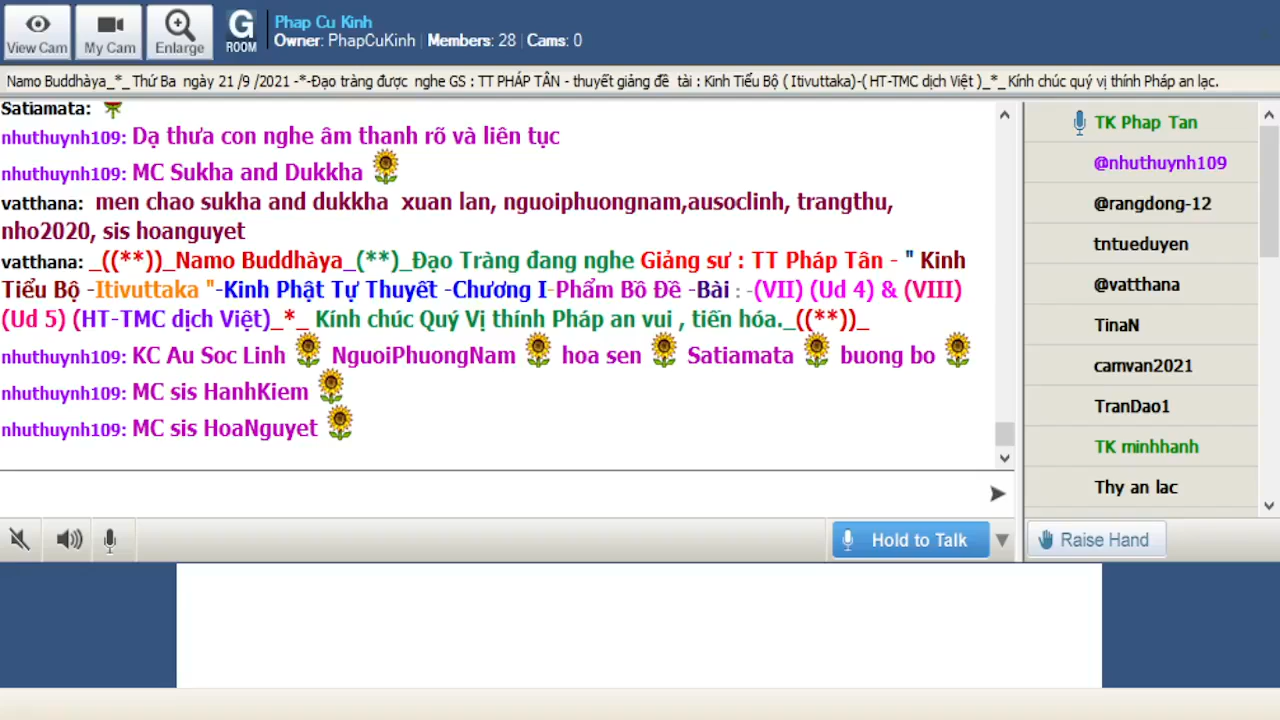 View Cam
My Cam
Enlarge
G
ROOM
Phap Cu Kinh
Owner: PhapCuKinh | Members: 28 | Cams: 0
Namo Buddhàya_*_Thứ Ba ngày 21 /9 /2021 -*-Đạo tràng được nghe GS : TT PHÁP TÂN - thuyết giảng đề tài : Kinh Tiểu Bộ ( Itivuttaka)-( HT-TMC dịch Việt )_*_Kính chúc quý vị thính Pháp an lạc.
Satiamata:
nhuthuynh109: Dạ thưa con nghe âm thanh rõ và liên tục
nhuthuynh109: MC Sukha and Dukkha
vatthana: men chao sukha and dukkha xuan lan, nguoiphuongnam,ausoclinh, trangthu,
nho2020, sis hoanguyet
vatthana: _((**))_Namo Buddhàya_(**)_Đạo Tràng đang nghe Giảng sư : TT Pháp Tân - " Kinh
Tiểu Bộ -Itivuttaka "-Kinh Phật Tự Thuyết -Chương I-Phẩm Bồ Đề -Bài : -(VII) (Ud 4) & (VIII)
(Ud 5) (HT-TMC dịch Việt)_*_ Kính chúc Quý Vị thính Pháp an vui , tiến hóa._((**))_
nhuthuynh109: KC Au Soc Linh NguoiPhuongNam hoa sen Satiamata buong bo
nhuthuynh109: MC sis HanhKiem
nhuthuynh109: MC sis HoaNguyet
TK Phap Tan
@nhuthuynh109
@rangdong-12
tntueduyen
@vatthana
TinaN
camvan2021
TranDao1
TK minhhanh
Thy an lac
Hold to Talk
Raise Hand